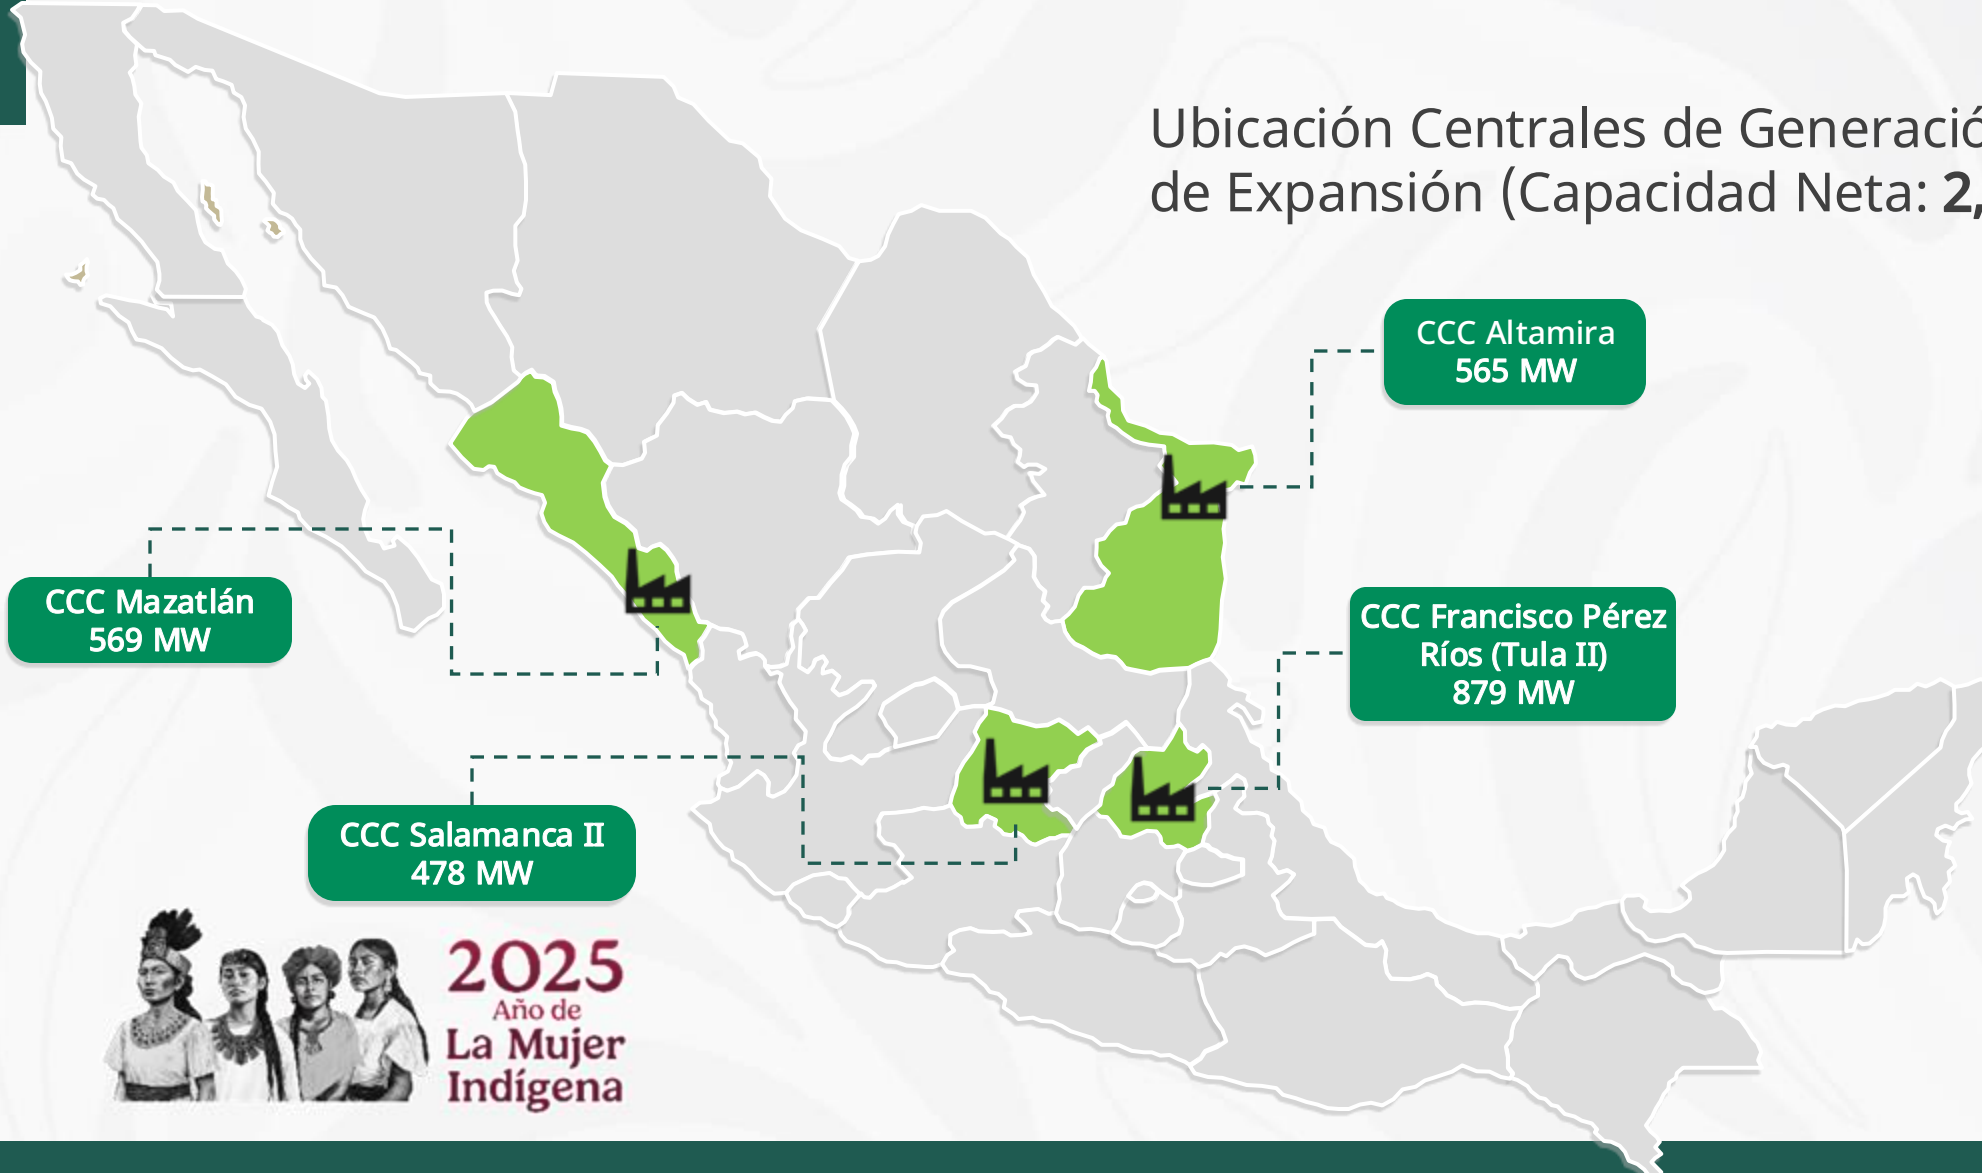 Ubicación Centrales de Generació
de Expansión (Capacidad Neta: 2,
CCC Altamira
565 MW
CCC Mazatlán
569 MW
CCC Francisco Pérez
Ríos (Tula II)
879 MW
CCC Salamanca II
478 MW
2025
Año de
La Mujer
Indígena